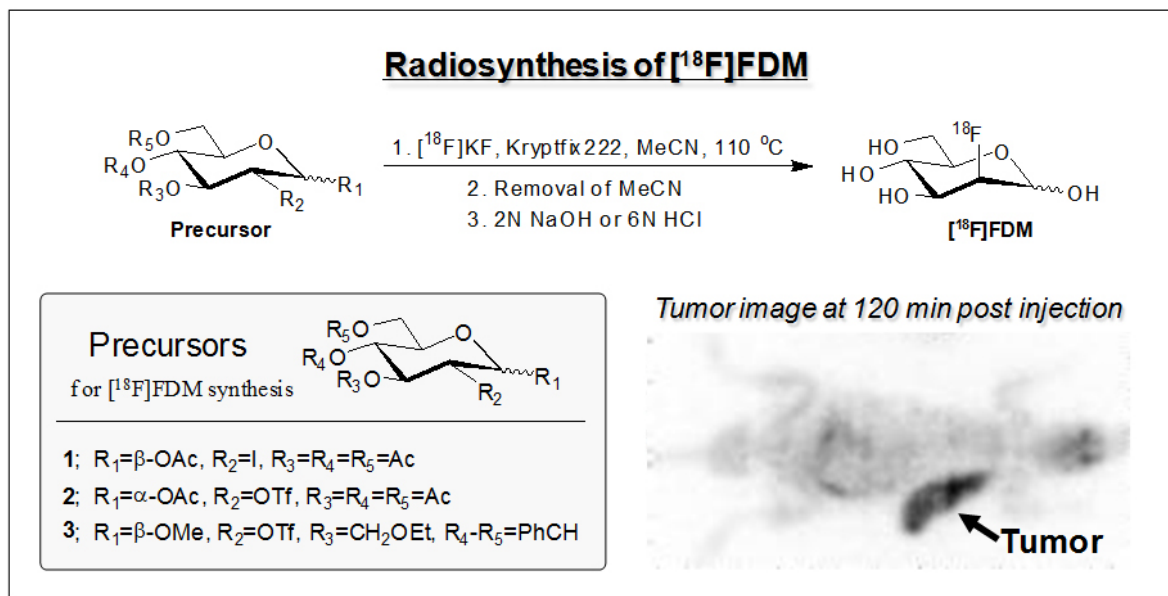 Radiosynthesis of [¹⁸F]FDM
R₅O
O
R₄O
R₃O
R₂
R₁
Precursor
1. [¹⁸F]KF, Kryptfix 222, MeCN, 110 °C
2. Removal of MeCN
3. 2N NaOH or 6N HCl
¹⁸F
HO
O
HO
HO
OH
[¹⁸F]FDM
Precursors
for [¹⁸F]FDM synthesis
R₅O
O
R₄O
R₃O
R₂
R₁
1; R₁=β-OAc, R₂=I, R₃=R₄=R₅=Ac
2; R₁=α-OAc, R₂=OTf, R₃=R₄=R₅=Ac
3; R₁=β-OMe, R₂=OTf, R₃=CH₂OEt, R₄-R₅=PhCH
Tumor image at 120 min post injection
Tumor